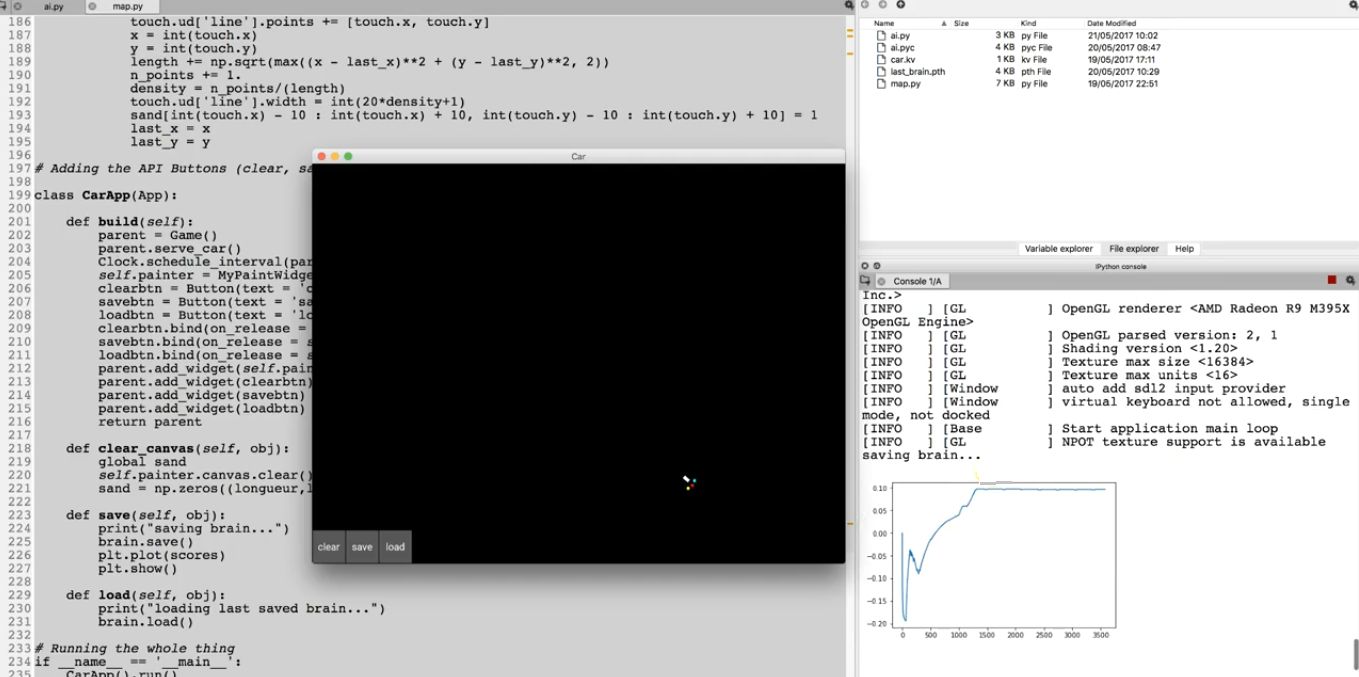 ai.py map.py
186 touch.ud['line'].points += [touch.x, touch.y]
187 x = int(touch.x)
188 y = int(touch.y)
189 length += np.sqrt(max((x - last_x)**2 + (y - last_y)**2, 2))
190 n_points += 1.
191 density = n_points/(length)
192 touch.ud['line'].width = int(20*density+1)
193 sand[int(touch.x) - 10 : int(touch.x) + 10, int(touch.y) - 10 : int(touch.y) + 10] = 1
194 last_x = x
195 last_y = y
196
197 # Adding the API Buttons (clear, sa
198
199 class CarApp(App):
200
201 def build(self):
202 parent = Game()
203 parent.serve_car()
204 Clock.schedule_interval(par
205 self.painter = MyPaintWidge
206 clearbtn = Button(text = 'c
207 savebtn = Button(text = 'sa
208 loadbtn = Button(text = 'lo
209 clearbtn.bind(on_release =
210 savebtn.bind(on_release = s
211 loadbtn.bind(on_release = s
212 parent.add_widget(self.pain
213 parent.add_widget(clearbtn)
214 parent.add_widget(savebtn)
215 parent.add_widget(loadbtn)
216 return parent
217
218 def clear_canvas(self, obj):
219 global sand
220 self.painter.canvas.clear()
221 sand = np.zeros((longueur,l
222
223 def save(self, obj):
224 print("saving brain...")
225 brain.save()
226 plt.plot(scores)
227 plt.show()
228
229 def load(self, obj):
230 print("loading last saved brain...")
231 brain.load()
232
233 # Running the whole thing
234 if __name__ == '__main__':
235 CarApp().run()
Car
clear save load
Name Size Kind Date Modified
ai.py 3 KB py File 21/05/2017 10:02
ai.pyc 4 KB pyc File 20/05/2017 08:47
car.kv 1 KB kv File 19/05/2017 17:11
last_brain.pth 4 KB pth File 20/05/2017 10:29
map.py 7 KB py File 19/05/2017 22:51
Variable explorer File explorer Help
IPython console
Console 1/A
Inc.>
[INFO ] [GL ] OpenGL renderer <AMD Radeon R9 M395X
OpenGL Engine>
[INFO ] [GL ] OpenGL parsed version: 2, 1
[INFO ] [GL ] Shading version <1.20>
[INFO ] [GL ] Texture max size <16384>
[INFO ] [GL ] Texture max units <16>
[INFO ] [Window ] auto add sdl2 input provider
[INFO ] [Window ] virtual keyboard not allowed, single
mode, not docked
[INFO ] [Base ] Start application main loop
[INFO ] [GL ] NPOT texture support is available
saving brain...
0.10
0.05
0.00
−0.05
−0.10
−0.15
−0.20
0 500 1000 1500 2000 2500 3000 3500